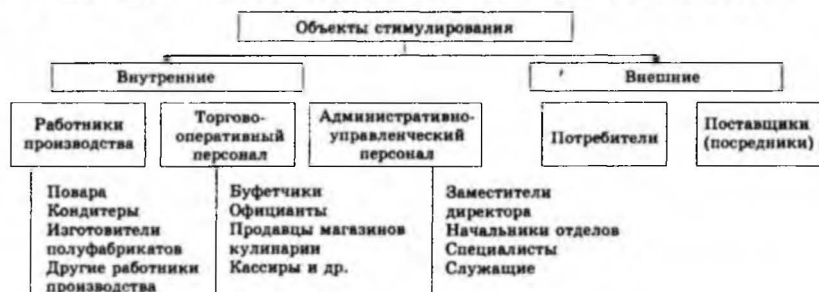 Объекты стимулирования
Внутренние
Внешние
Работники
производства
Торгово-
оперативный
персонал
Административно-
управленческий
персонал
Потребители
Поставщики
(посредники)
Повара
Кондитеры
Изготовители
полуфабрикатов
Другие работники
производства
Буфетчики
Официанты
Продавцы магазинов
кулинарии
Кассиры и др.
Заместители
директора
Начальники отделов
Специалисты
Служащие